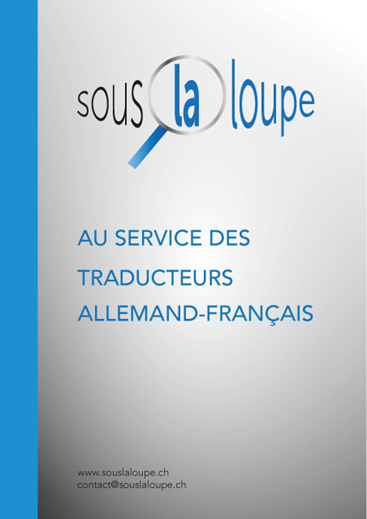 sous la loupe
AU SERVICE DES
TRADUCTEURS
ALLEMAND-FRANÇAIS
www.souslaloupe.ch
contact@souslaloupe.ch